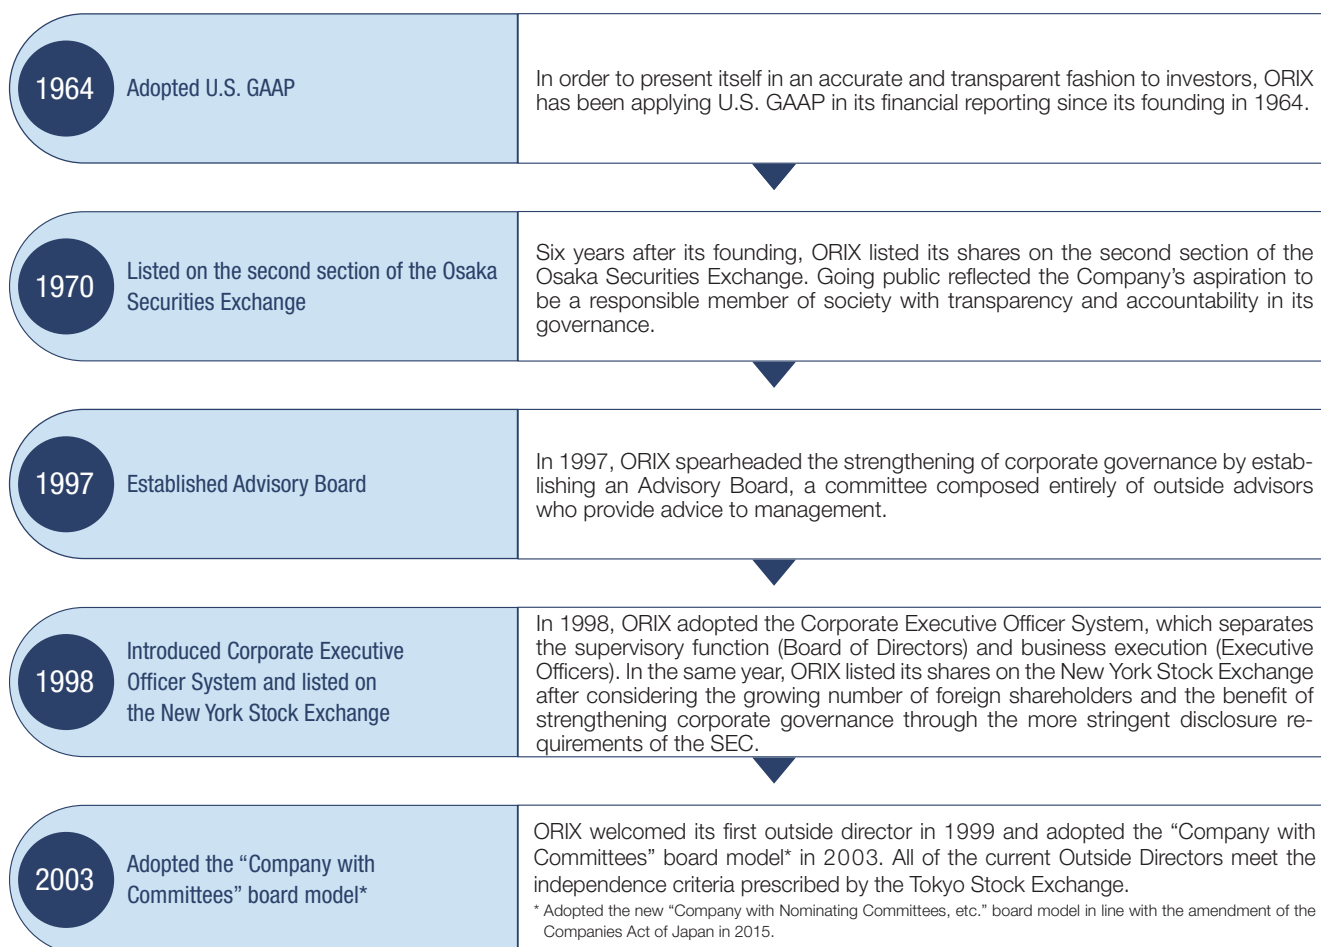 1964
Adopted U.S. GAAP
In order to present itself in an accurate and transparent fashion to investors, ORIX
has been applying U.S. GAAP in its financial reporting since its founding in 1964.
1970
Listed on the second section of the Osaka
Securities Exchange
Six years after its founding, ORIX listed its shares on the second section of the
Osaka Securities Exchange. Going public reflected the Company’s aspiration to
be a responsible member of society with transparency and accountability in its
governance.
1997
Established Advisory Board
In 1997, ORIX spearheaded the strengthening of corporate governance by estab-
lishing an Advisory Board, a committee composed entirely of outside advisors
who provide advice to management.
1998
Introduced Corporate Executive
Officer System and listed on
the New York Stock Exchange
In 1998, ORIX adopted the Corporate Executive Officer System, which separates
the supervisory function (Board of Directors) and business execution (Executive
Officers). In the same year, ORIX listed its shares on the New York Stock Exchange
after considering the growing number of foreign shareholders and the benefit of
strengthening corporate governance through the more stringent disclosure re-
quirements of the SEC.
2003
Adopted the “Company with
Committees” board model*
ORIX welcomed its first outside director in 1999 and adopted the “Company with
Committees” board model* in 2003. All of the current Outside Directors meet the
independence criteria prescribed by the Tokyo Stock Exchange.
* Adopted the new “Company with Nominating Committees, etc.” board model in line with the amendment of the
Companies Act of Japan in 2015.